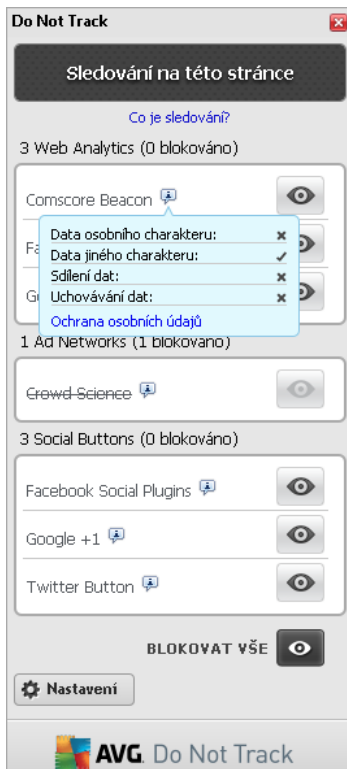 Do Not Track
Sledování na této stránce
Co je sledování?
3 Web Analytics (0 blokováno)
Comscore Beacon
Data osobního charakteru:
Data jiného charakteru:
Sdílení dat:
Uchovávání dat:
Ochrana osobních údajů
1 Ad Networks (1 blokováno)
Crowd Science
3 Social Buttons (0 blokováno)
Facebook Social Plugins
Google +1
Twitter Button
BLOKOVAT VŠE
Nastavení
AVG. Do Not Track